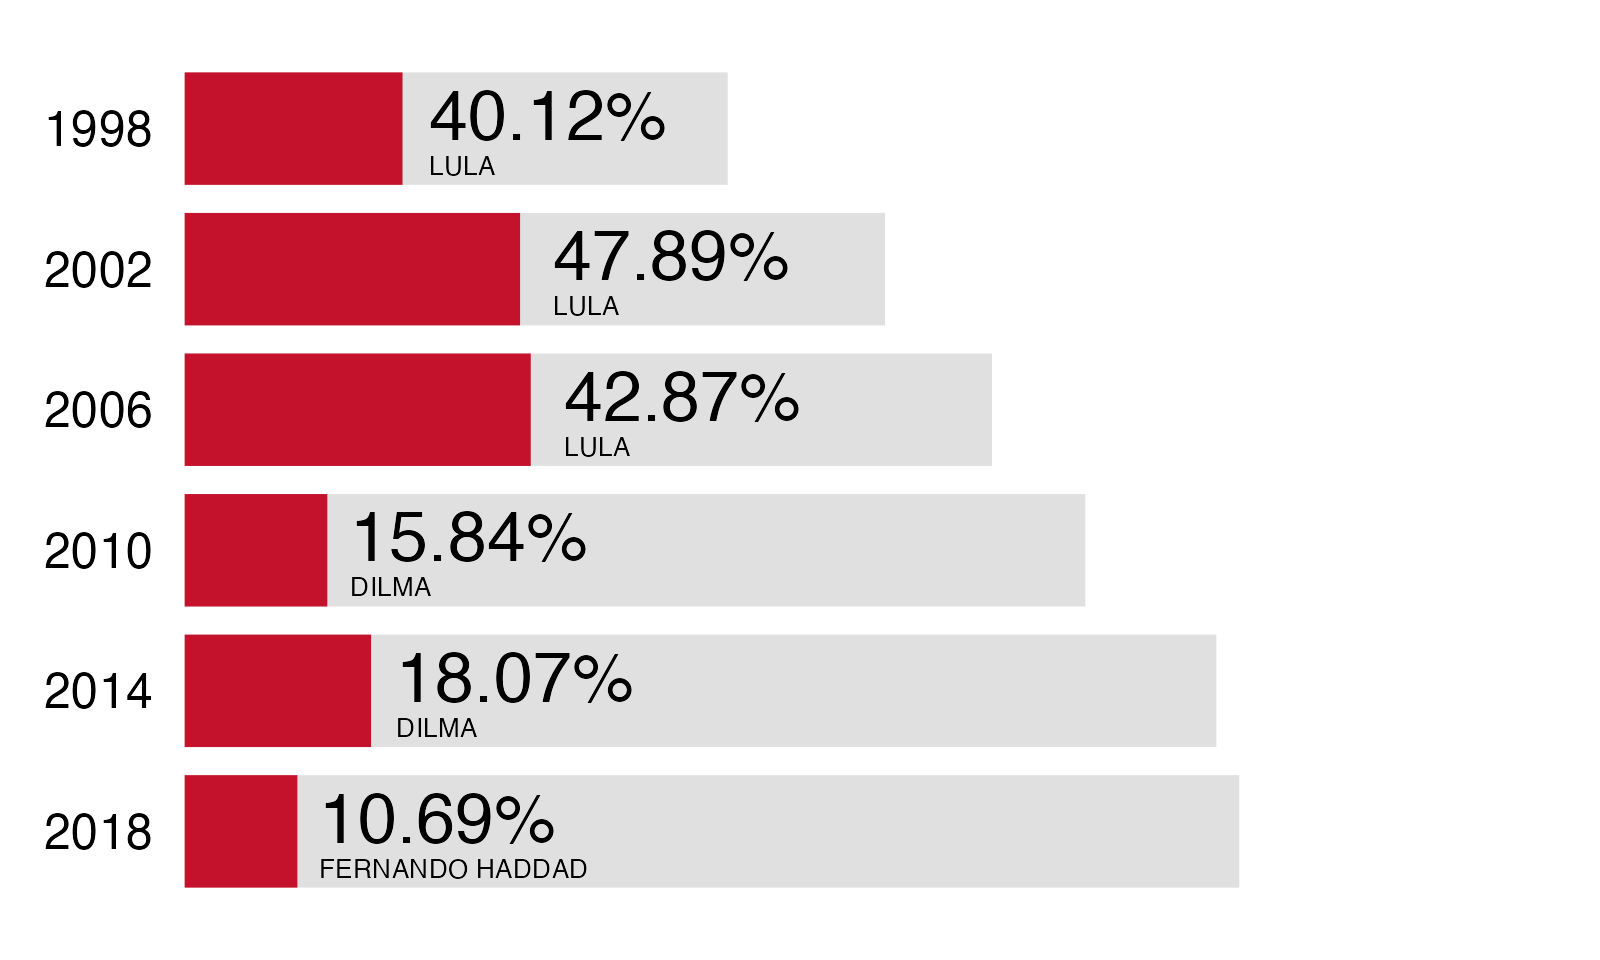 1998
40.12%
LULA
2002
47.89%
LULA
2006
42.87%
LULA
2010
15.84%
DILMA
2014
18.07%
DILMA
2018
10.69%
FERNANDO HADDAD